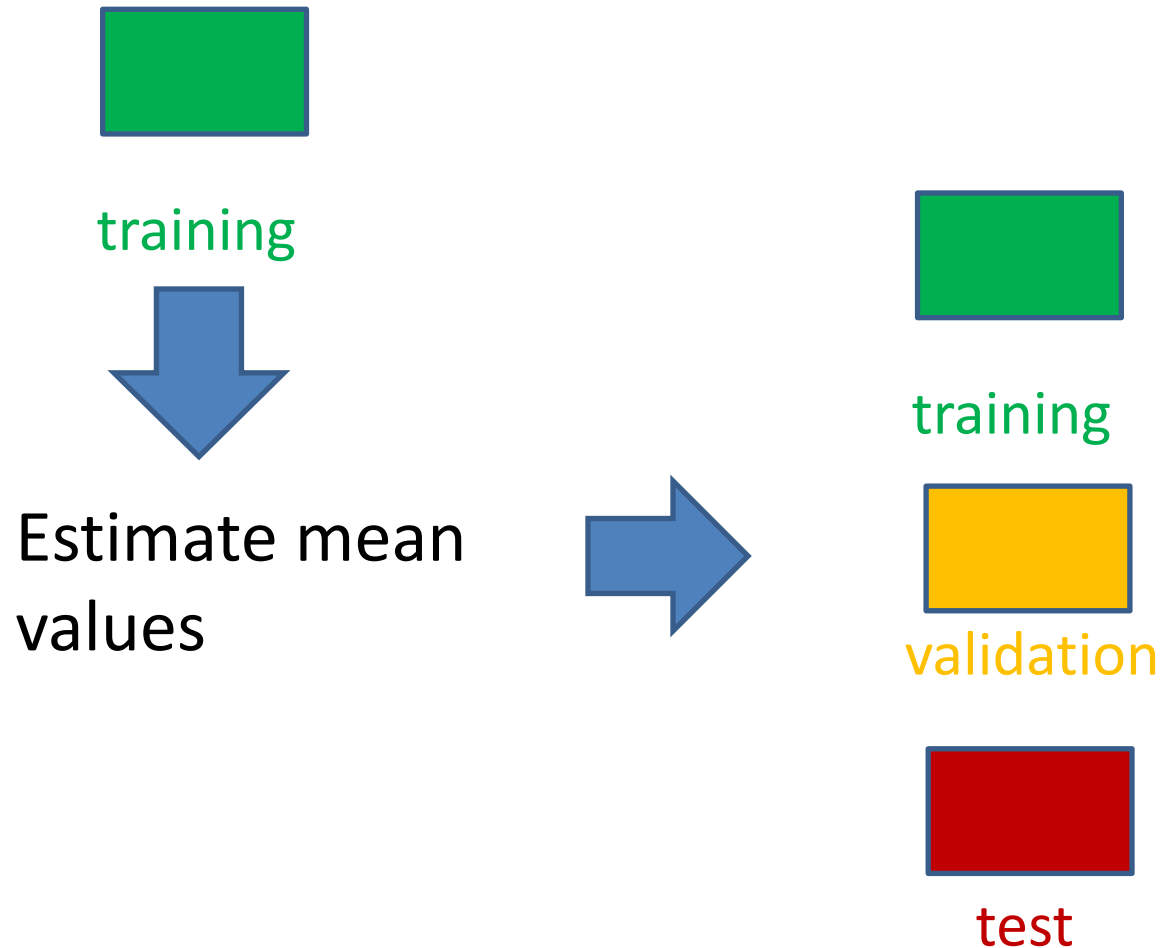 training
Estimate mean
values
training
validation
test